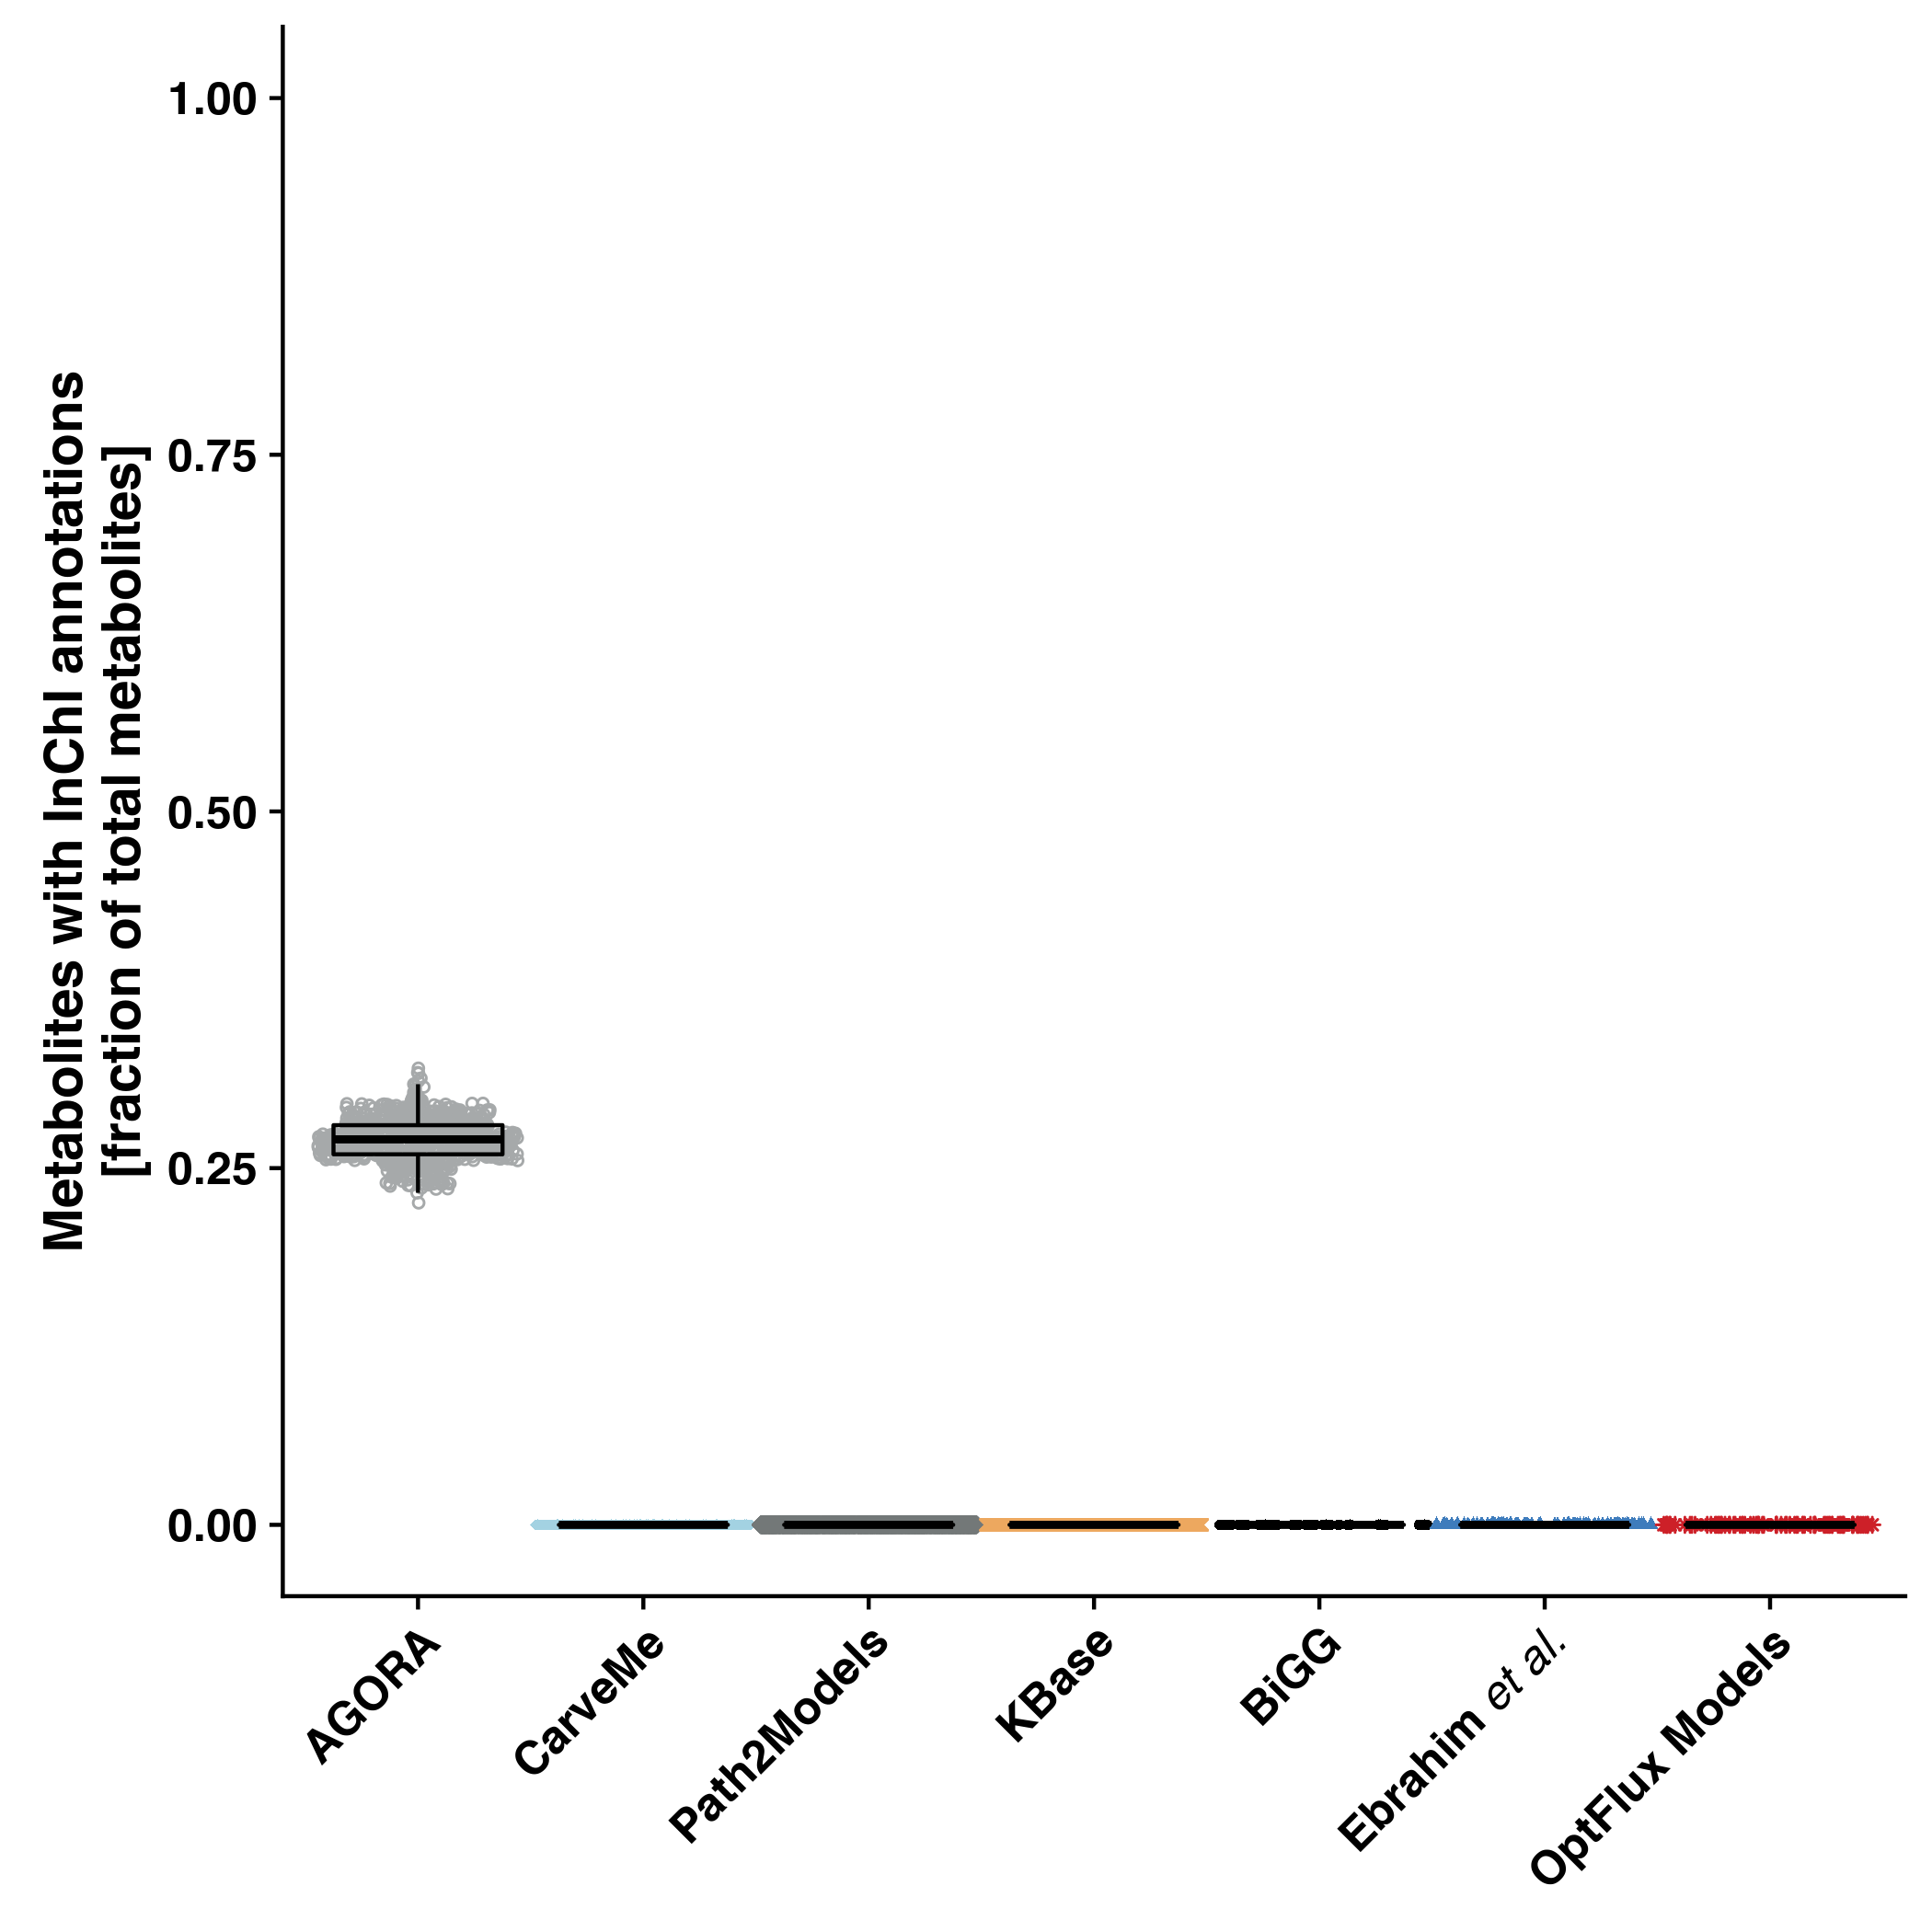 Metabolites with InChI annotations
[fraction of total metabolites]
1.00
0.75
0.50
0.25
0.00
AGORA
CarveMe
Path2Models
KBase
BiGG
Ebrahim et al.
OptFlux Models